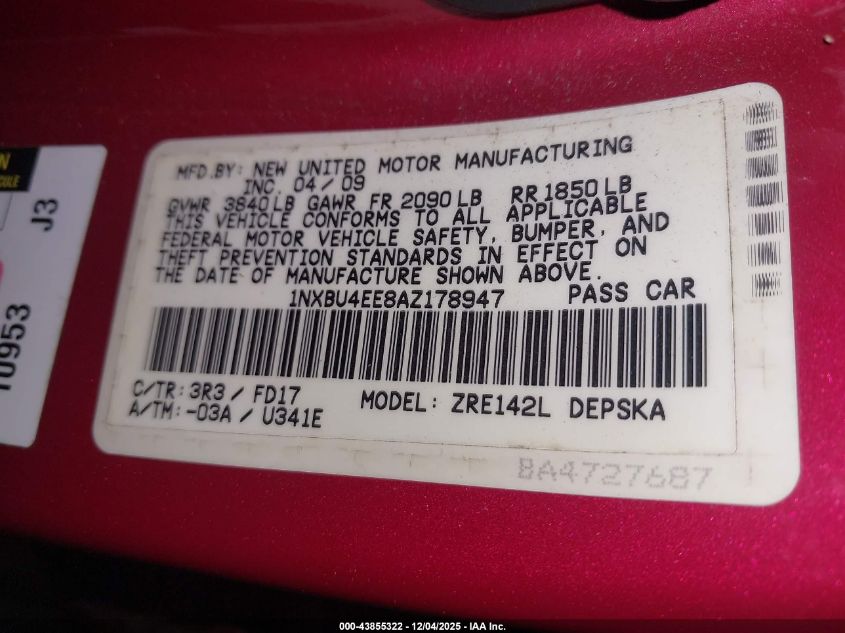 MFD.BY: NEW UNITED MOTOR MANUFACTURING
INC. 04/09
GVWR 3840LB GAWR FR 2090LB RR 1850LB
THIS VEHICLE CONFORMS TO ALL APPLICABLE
FEDERAL MOTOR VEHICLE SAFETY, BUMPER, AND
THEFT PREVENTION STANDARDS IN EFFECT ON
THE DATE OF MANUFACTURE SHOWN ABOVE.
1NXBU4EE8AZ178947 PASS CAR
C/TR: 3R3 / FD17
A/TM: -03A / U341E
MODEL: ZRE142L DEPSKA
BA4727687
J3
10953
000-43855322 - 12/04/2025 - IAA Inc.